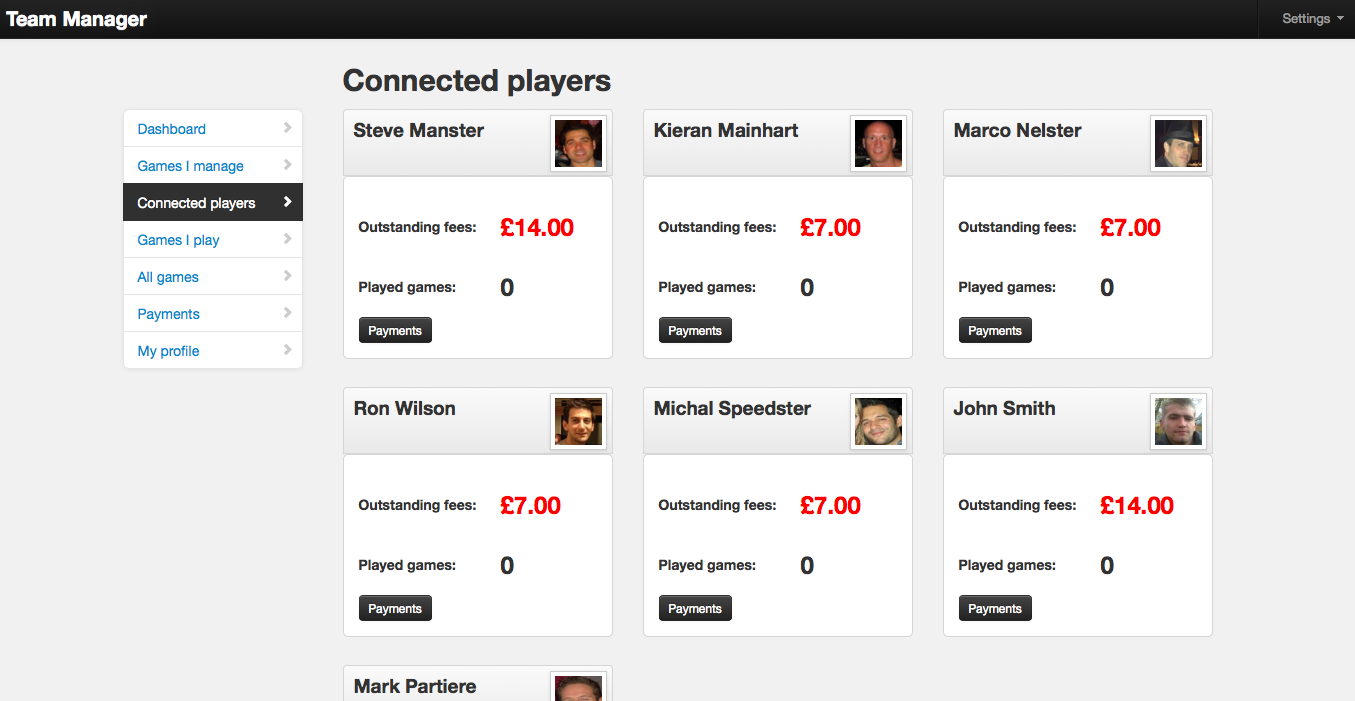 Team Manager
Settings
Connected players
Dashboard
Games I manage
Connected players
Games I play
All games
Payments
My profile
Steve Manster
Outstanding fees: £14.00
Played games: 0
Payments
Kieran Mainhart
Outstanding fees: £7.00
Played games: 0
Payments
Marco Nelster
Outstanding fees: £7.00
Played games: 0
Payments
Ron Wilson
Outstanding fees: £7.00
Played games: 0
Payments
Michal Speedster
Outstanding fees: £7.00
Played games: 0
Payments
John Smith
Outstanding fees: £14.00
Played games: 0
Payments
Mark Partiere